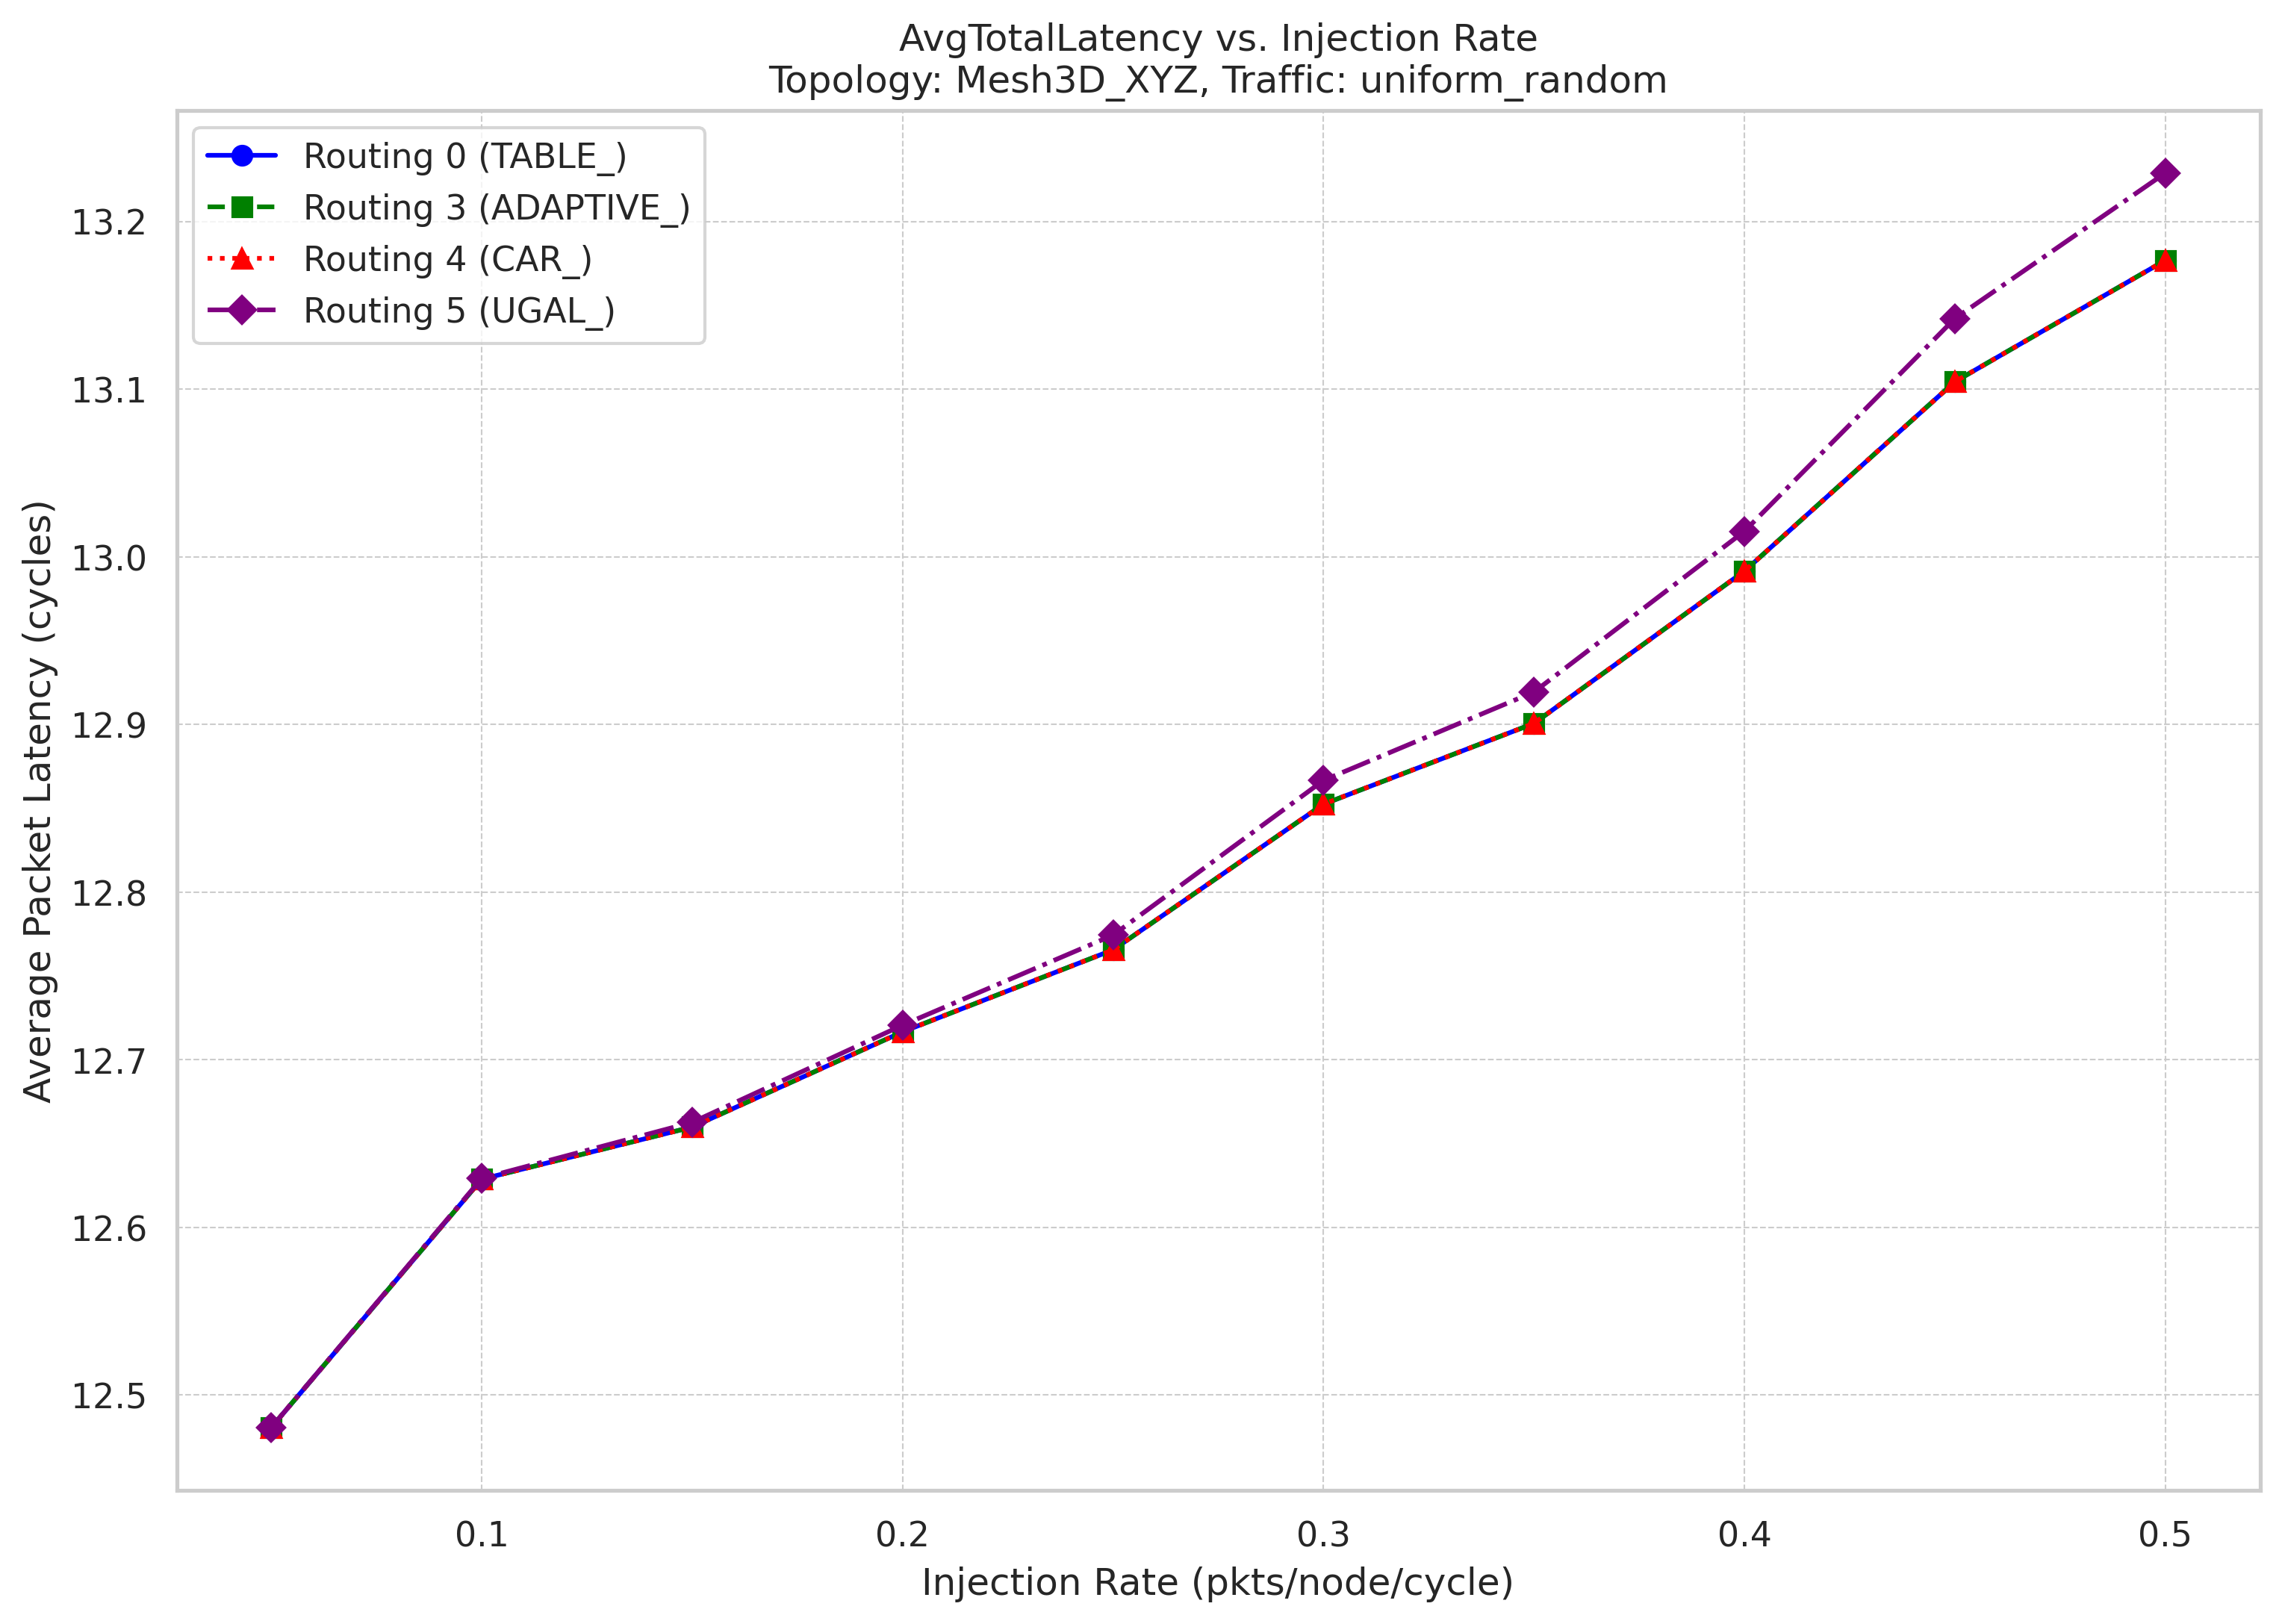 AvgTotalLatency vs. Injection Rate
Topology: Mesh3D_XYZ, Traffic: uniform_random
Routing 0 (TABLE_)
Routing 3 (ADAPTIVE_)
Routing 4 (CAR_)
Routing 5 (UGAL_)
Average Packet Latency (cycles)
13.2
13.1
13.0
12.9
12.8
12.7
12.6
12.5
0.1
0.2
0.3
0.4
0.5
Injection Rate (pkts/node/cycle)